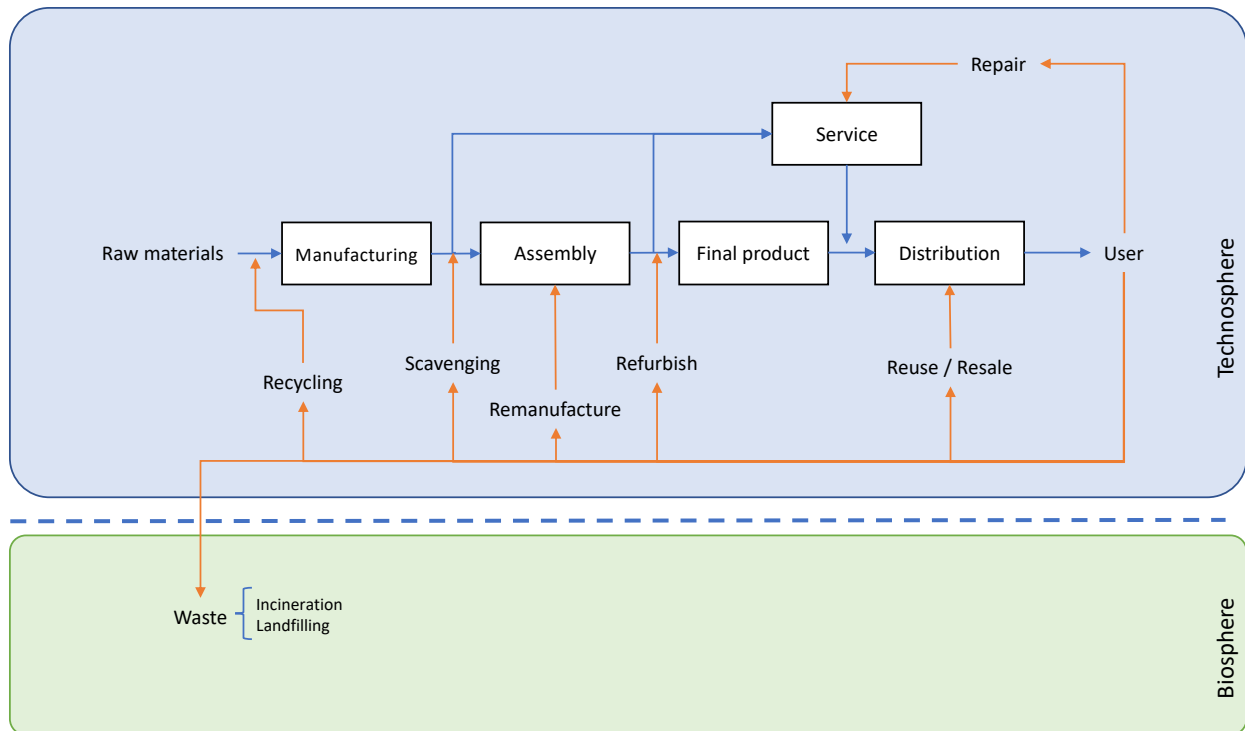 Repair
Service
Raw materials
Manufacturing
Assembly
Final product
Distribution
User
Technosphere
Scavenging
Refurbish
Reuse / Resale
Recycling
Remanufacture
Waste
Incineration
Landfilling
Biosphere